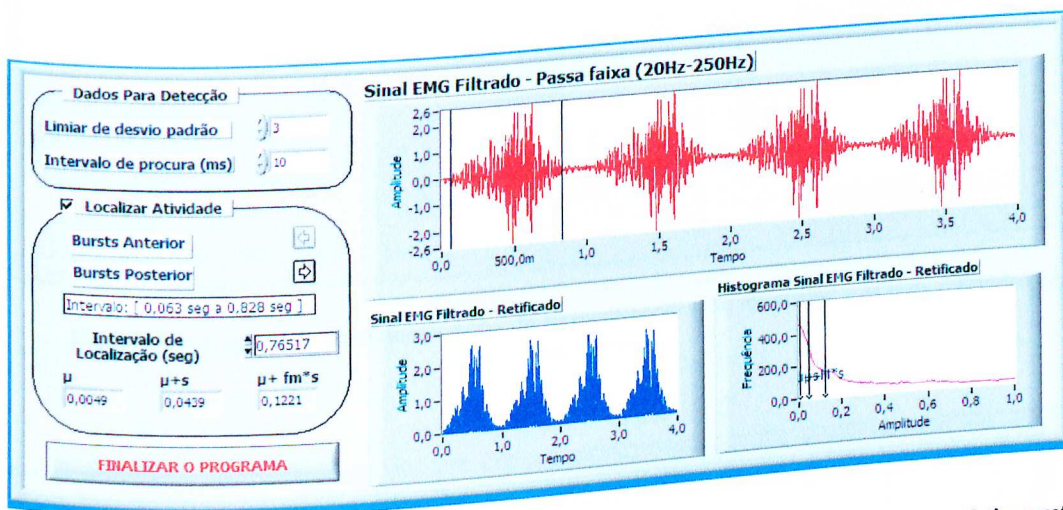 Dados Para Detecção
Limiar de desvio padrão 3
Intervalo de procura (ms) 10
Localizar Atividade
Bursts Anterior
Bursts Posterior
Intervalo: [ 0,063 seg a 0,828 seg ]
Intervalo de
Localização (seg)
0,76517
µ µ+s µ+ fm*s
0,0049 0,0439 0,1221
FINALIZAR O PROGRAMA
Sinal EMG Filtrado - Passa faixa (20Hz-250Hz)
Amplitude
2,6
2,0
1,0
0,0
-1,0
-2,0
-2,6
0,0 500,0m 1,0 1,5 2,0 2,5 3,0 3,5 4,0
Tempo
Sinal EMG Filtrado - Retificado
Amplitude
3,0
2,0
1,0
0,0
0,0 1,0 2,0 3,0 4,0
Tempo
Histograma Sinal EMG Filtrado - Retificado
Frequência
600,0
400,0
200,0
0,0
0,0 0,2 0,4 0,6 0,8 1,0
Amplitude